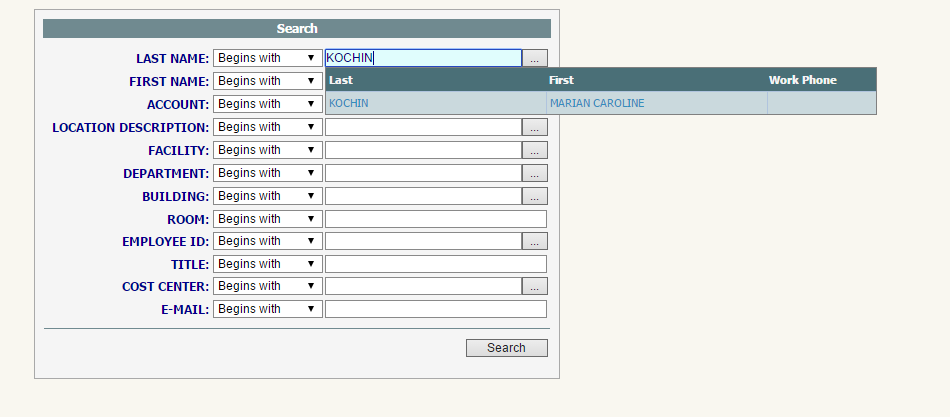 Search
LAST NAME: Begins with KOCHIN ...
Last First Work Phone
FIRST NAME: Begins with
KOCHIN MARIAN CAROLINE
ACCOUNT: Begins with
LOCATION DESCRIPTION: Begins with ...
FACILITY: Begins with ...
DEPARTMENT: Begins with ...
BUILDING: Begins with ...
ROOM: Begins with
EMPLOYEE ID: Begins with ...
TITLE: Begins with
COST CENTER: Begins with ...
E-MAIL: Begins with
Search